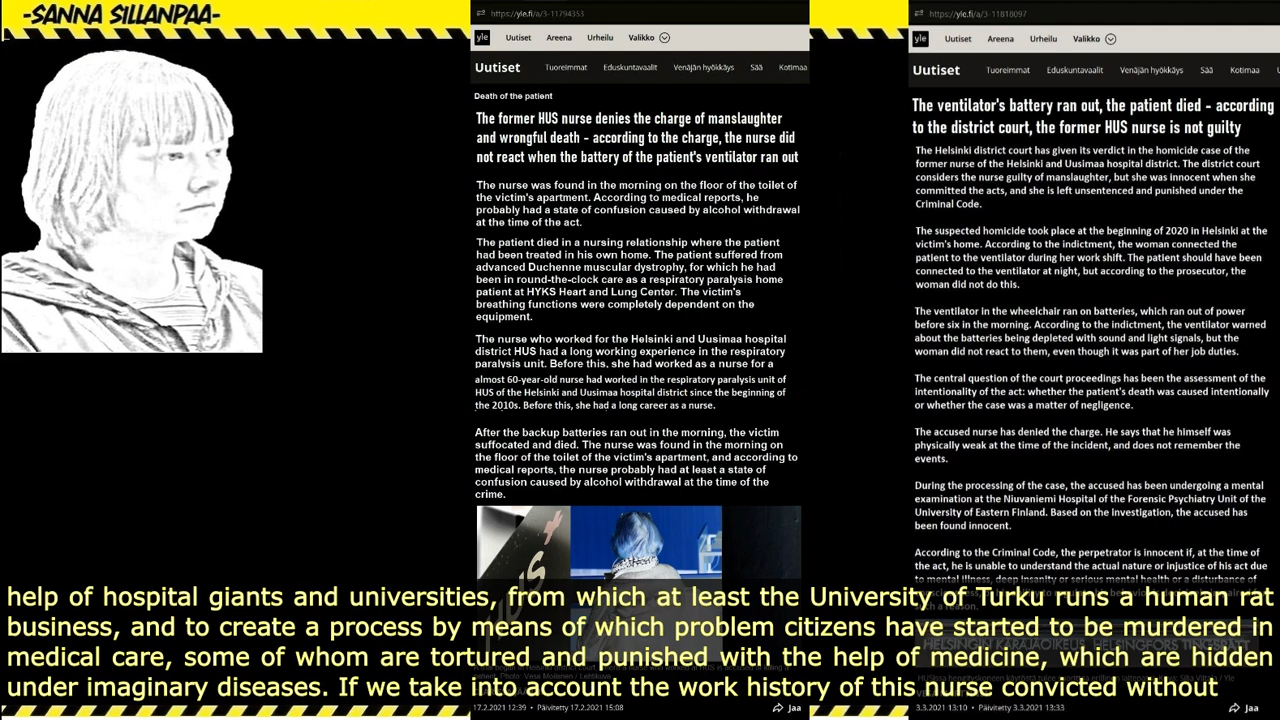 -SANNA SILLANPAA-
https://yle.fi/a/3-11794353
yle Uutiset Areena Urheilu Valikko
Uutiset Tuoreimmat Eduskuntavaalit Venäjän hyökkäys Sää Kotimaa
Death of the patient
The former HUS nurse denies the charge of manslaughter
and wrongful death - according to the charge, the nurse did
not react when the battery of the patient's ventilator ran out
The nurse was found in the morning on the floor of the toilet of
the victim's apartment. According to medical reports, he
probably had a state of confusion caused by alcohol withdrawal
at the time of the act.
The patient died in a nursing relationship where the patient
had been treated in his own home. The patient suffered from
advanced Duchenne muscular dystrophy, for which he had
been in round-the-clock care as a respiratory paralysis home
patient at HYKS Heart and Lung Center. The victim's
breathing functions were completely dependent on the
equipment.
The nurse who worked for the Helsinki and Uusimaa hospital
district HUS had a long working experience in the respiratory
paralysis unit. Before this, she had worked as a nurse for a
almost 60-year-old nurse had worked in the respiratory paralysis unit of
HUS of the Helsinki and Uusimaa hospital district since the beginning of
the 2010s. Before this, she had a long career as a nurse.
After the backup batteries ran out in the morning, the victim
suffocated and died. The nurse was found in the morning on
the floor of the toilet of the victim's apartment, and according to
medical reports, the nurse probably had at least a state of
confusion caused by alcohol withdrawal at the time of the
crime.
HUS
17.2.2021 12:39 • Päivitetty 17.2.2021 15:08 Jaa
https://yle.fi/a/3-11818097
yle Uutiset Areena Urheilu Valikko
Uutiset Tuoreimmat Eduskuntavaalit Venäjän hyökkäys Sää Kotimaa
The ventilator's battery ran out, the patient died - according
to the district court, the former HUS nurse is not guilty
The Helsinki district court has given its verdict in the homicide case of the
former nurse of the Helsinki and Uusimaa hospital district. The district court
considers the nurse guilty of manslaughter, but she was innocent when she
committed the acts, and she is left unsentenced and punished under the
Criminal Code.
The suspected homicide took place at the beginning of 2020 in Helsinki at the
victim's home. According to the indictment, the woman connected the
patient to the ventilator during her work shift. The patient should have been
connected to the ventilator at night, but according to the prosecutor, the
woman did not do this.
The ventilator in the wheelchair ran on batteries, which ran out of power
before six in the morning. According to the indictment, the ventilator warned
about the batteries being depleted with sound and light signals, but the
woman did not react to them, even though it was part of her job duties.
The central question of the court proceedings has been the assessment of the
intentionality of the act: whether the patient's death was caused intentionally
or whether the case was a matter of negligence.
The accused nurse has denied the charge. He says that he himself was
physically weak at the time of the incident, and does not remember the
events.
During the processing of the case, the accused has been undergoing a mental
examination at the Niuvaniemi Hospital of the Forensic Psychiatry Unit of the
University of Eastern Finland. Based on the investigation, the accused has
been found innocent.
According to the Criminal Code, the perpetrator is innocent if, at the time of
the act, he is unable to understand the actual nature or injustice of his act due
to mental illness, deep insanity or serious mental health or a disturbance of
such a reason.
HELSINGIN KÄRÄJÄOIKEUS HELSINGFORS TINGSRÄTT
3.3.2021 13:10 • Päivitetty 3.3.2021 13:33 Jaa
help of hospital giants and universities, from which at least the University of Turku runs a human rat
business, and to create a process by means of which problem citizens have started to be murdered in
medical care, some of whom are tortured and punished with the help of medicine, which are hidden
under imaginary diseases. If we take into account the work history of this nurse convicted without